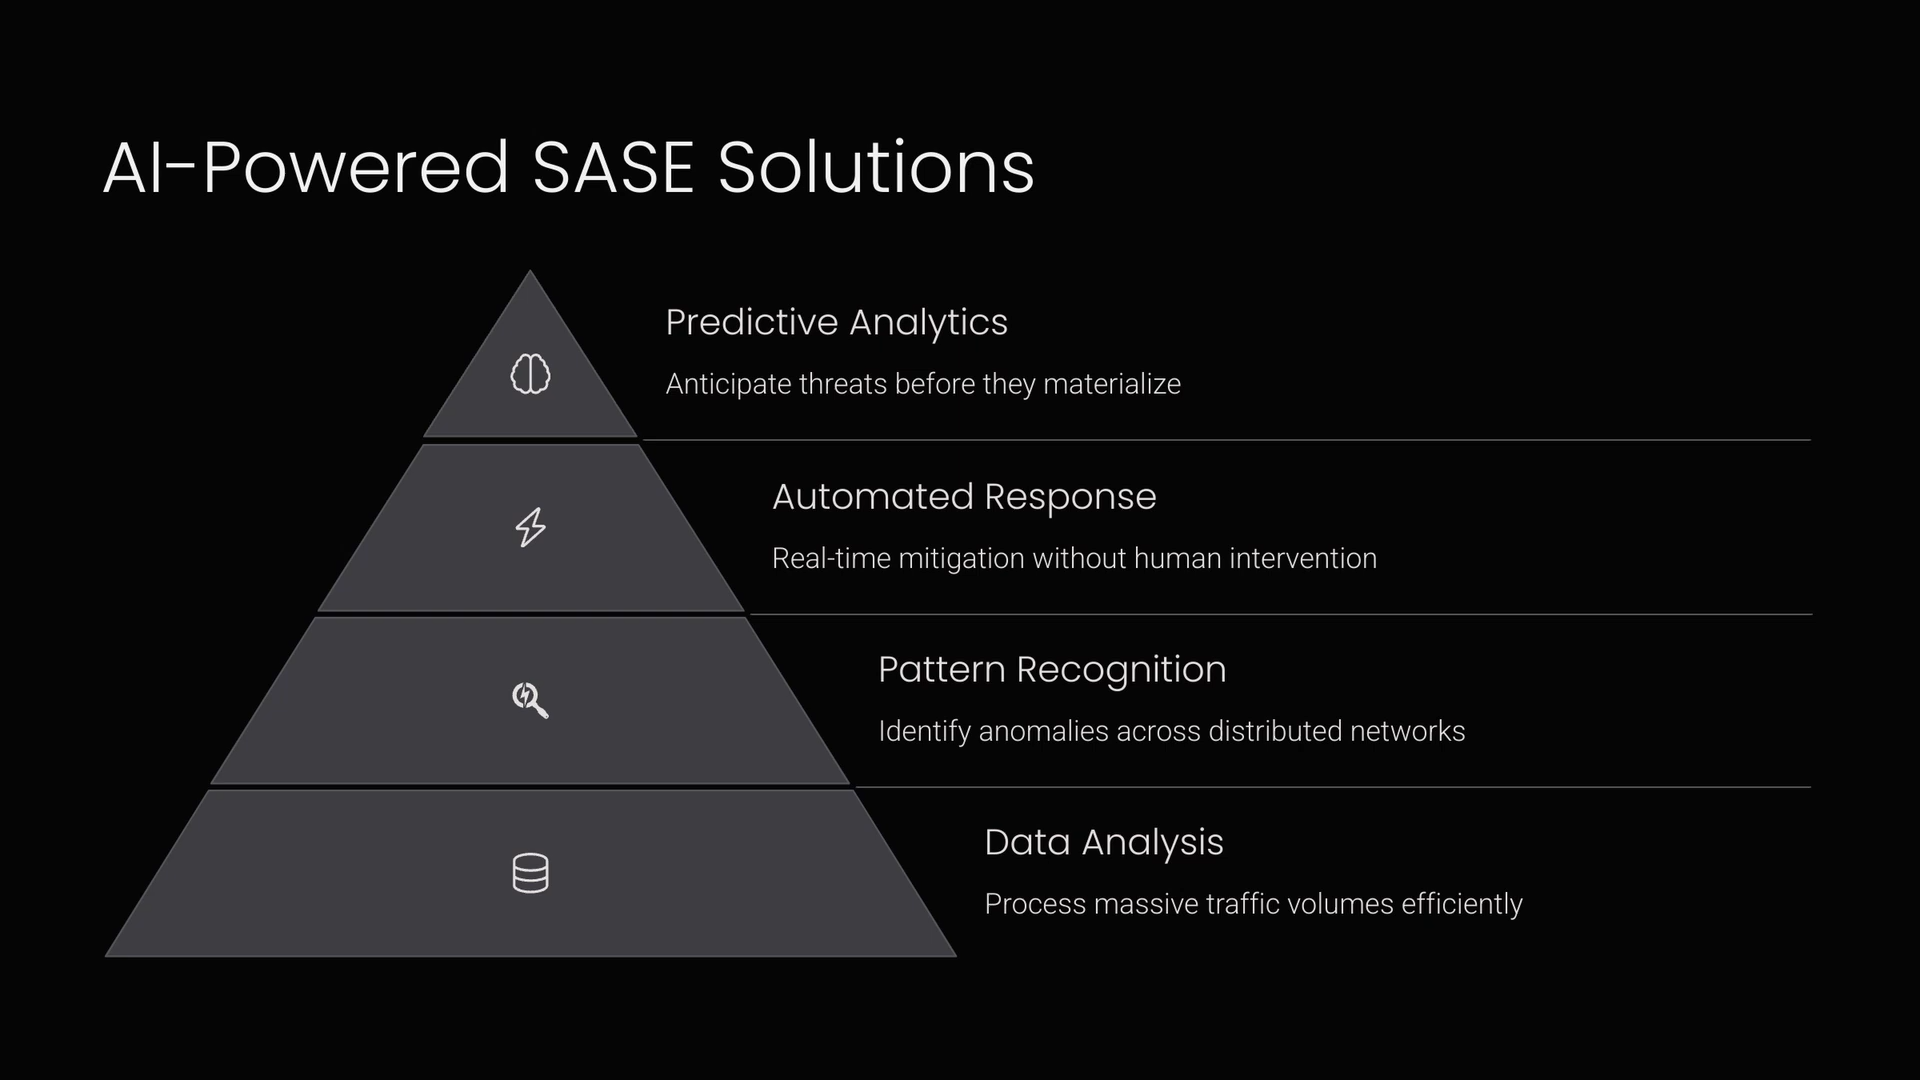 AI-Powered SASE Solutions
Predictive Analytics
Anticipate threats before they materialize
Automated Response
Real-time mitigation without human intervention
Pattern Recognition
Identify anomalies across distributed networks
Data Analysis
Process massive traffic volumes efficiently